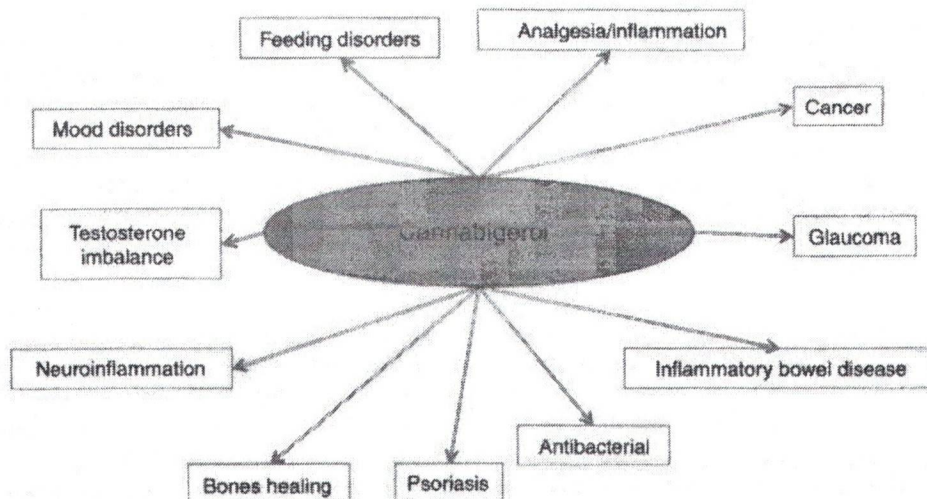 Feeding disorders
Analgesia/inflammation
Mood disorders
Cancer
Testosterone
imbalance
Cannabigerol
Glaucoma
Neuroinflammation
Inflammatory bowel disease
Antibacterial
Bones healing
Psoriasis